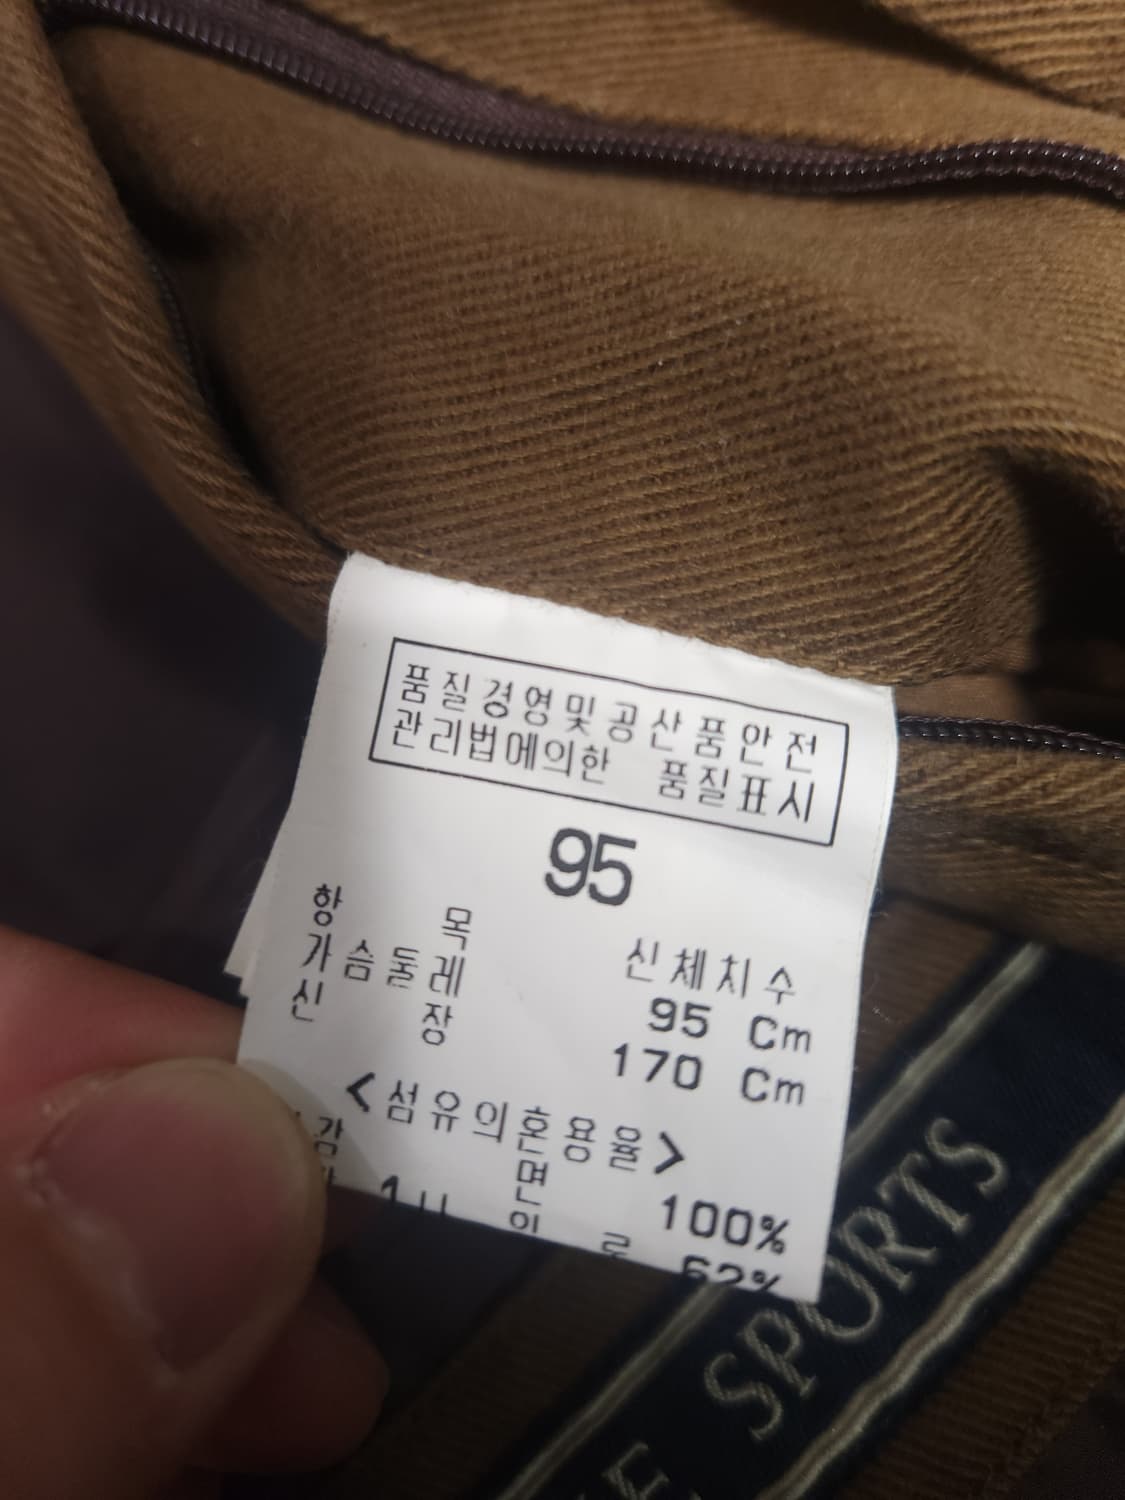 품질경영및공산품안전
관리법에의한 품질표시
95
항 목 신체치수
가슴둘레 95 Cm
신 장 170 Cm
<섬유의혼용율>
면 100%
62%
SPORTS